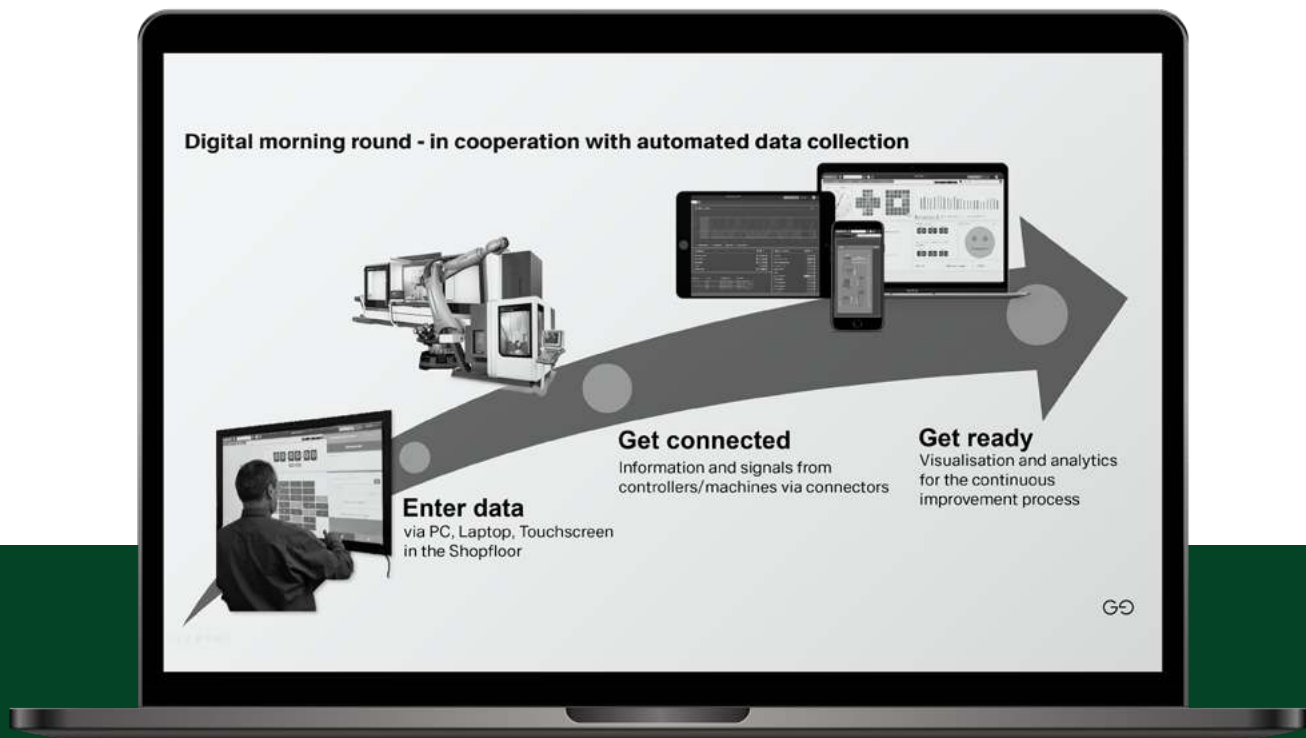 Digital morning round - in cooperation with automated data collection
Get connected
Information and signals from
controllers/machines via connectors
Get ready
Visualisation and analytics
for the continuous
improvement process
Enter data
via PC, Laptop, Touchscreen
in the Shopfloor